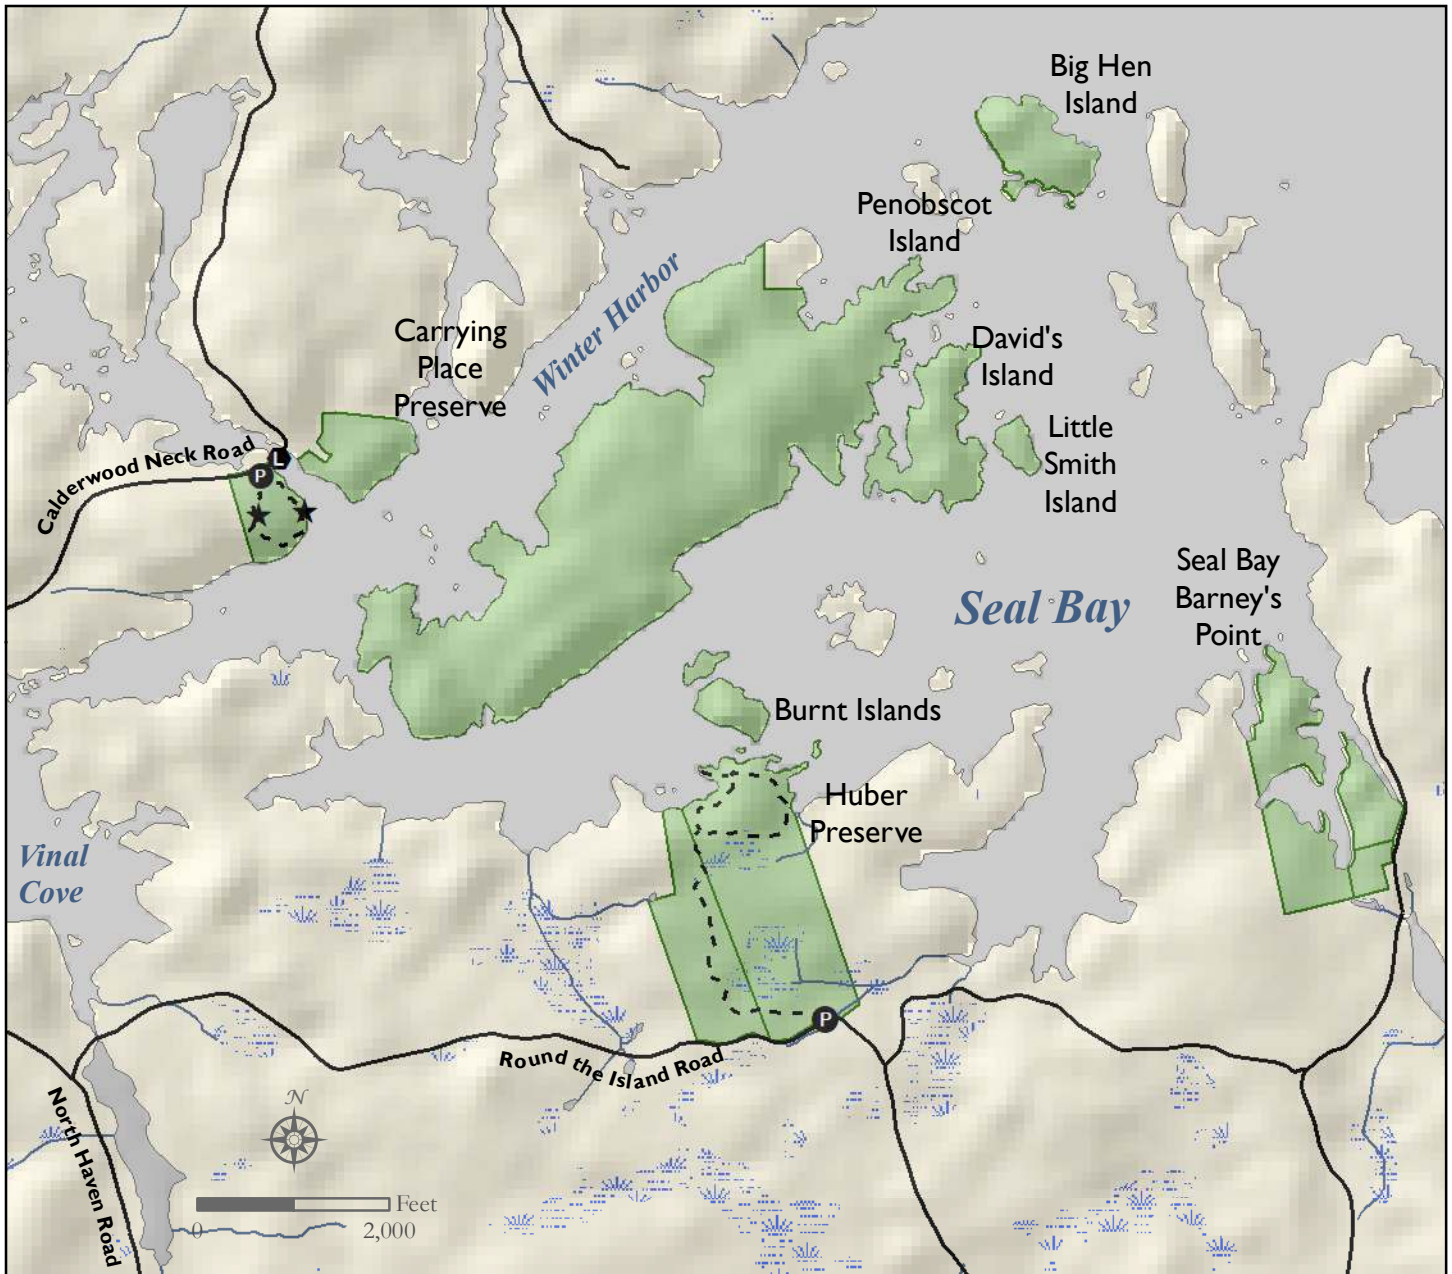 Big Hen
Island
Penobscot
Island
Winter Harbor
David's
Island
Carrying
Place
Preserve
Little
Smith
Island
Calderwood Neck Road
L
P
Seal Bay
Barney's
Point
Seal Bay
Burnt Islands
Huber
Preserve
Vinal
Cove
P
Round the Island Road
North Haven Road
N
Feet
0
2,000